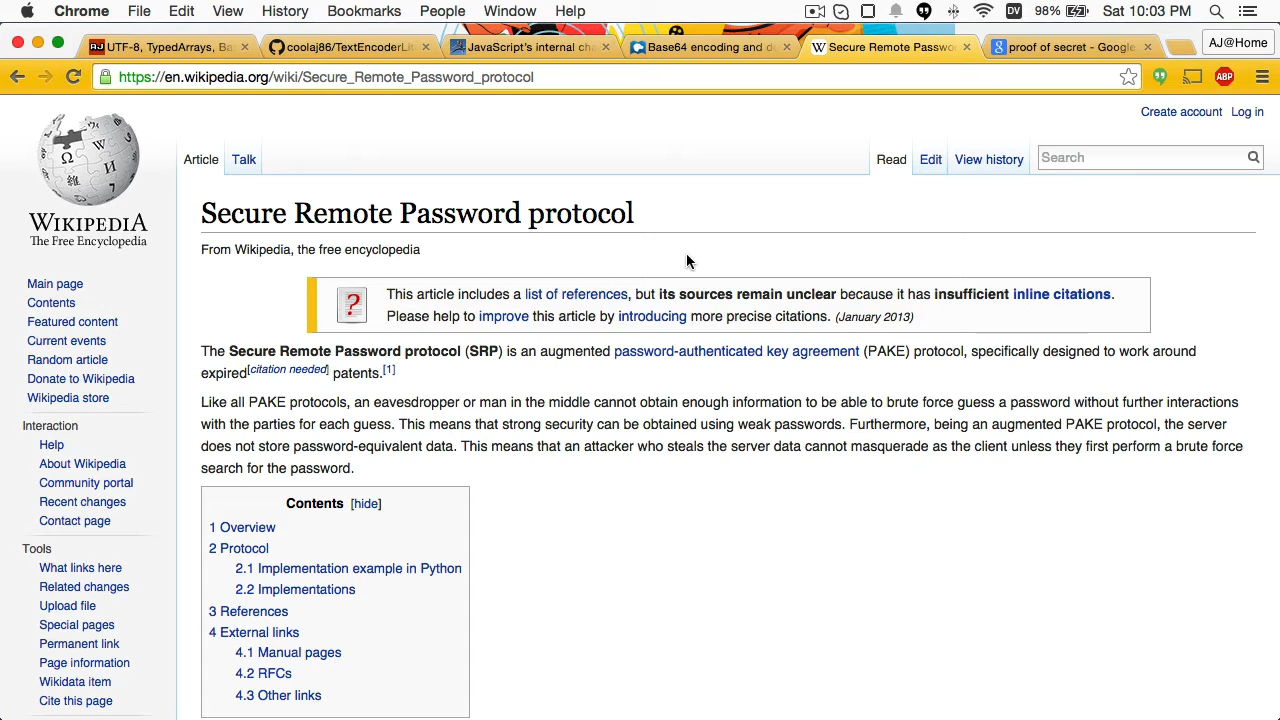 Chrome File Edit View History Bookmarks People Window Help DV 98% Sat 10:03 PM
UTF-8, TypedArrays, Ba × coolaj86/TextEncoderLit × JavaScript's internal cha × Base64 encoding and de × Secure Remote Passwo × proof of secret - Google × AJ@Home
https://en.wikipedia.org/wiki/Secure_Remote_Password_protocol ABP
Create account Log in
Article Talk Read Edit View history Search
WIKIPEDIA
The Free Encyclopedia
Main page
Contents
Featured content
Current events
Random article
Donate to Wikipedia
Wikipedia store
Interaction
Help
About Wikipedia
Community portal
Recent changes
Contact page
Tools
What links here
Related changes
Upload file
Special pages
Permanent link
Page information
Wikidata item
Cite this page
Secure Remote Password protocol
From Wikipedia, the free encyclopedia
This article includes a list of references, but its sources remain unclear because it has insufficient inline citations.
Please help to improve this article by introducing more precise citations. (January 2013)
The Secure Remote Password protocol (SRP) is an augmented password-authenticated key agreement (PAKE) protocol, specifically designed to work around
expired[citation needed] patents.[1]
Like all PAKE protocols, an eavesdropper or man in the middle cannot obtain enough information to be able to brute force guess a password without further interactions
with the parties for each guess. This means that strong security can be obtained using weak passwords. Furthermore, being an augmented PAKE protocol, the server
does not store password-equivalent data. This means that an attacker who steals the server data cannot masquerade as the client unless they first perform a brute force
search for the password.
Contents [hide]
1 Overview
2 Protocol
2.1 Implementation example in Python
2.2 Implementations
3 References
4 External links
4.1 Manual pages
4.2 RFCs
4.3 Other links